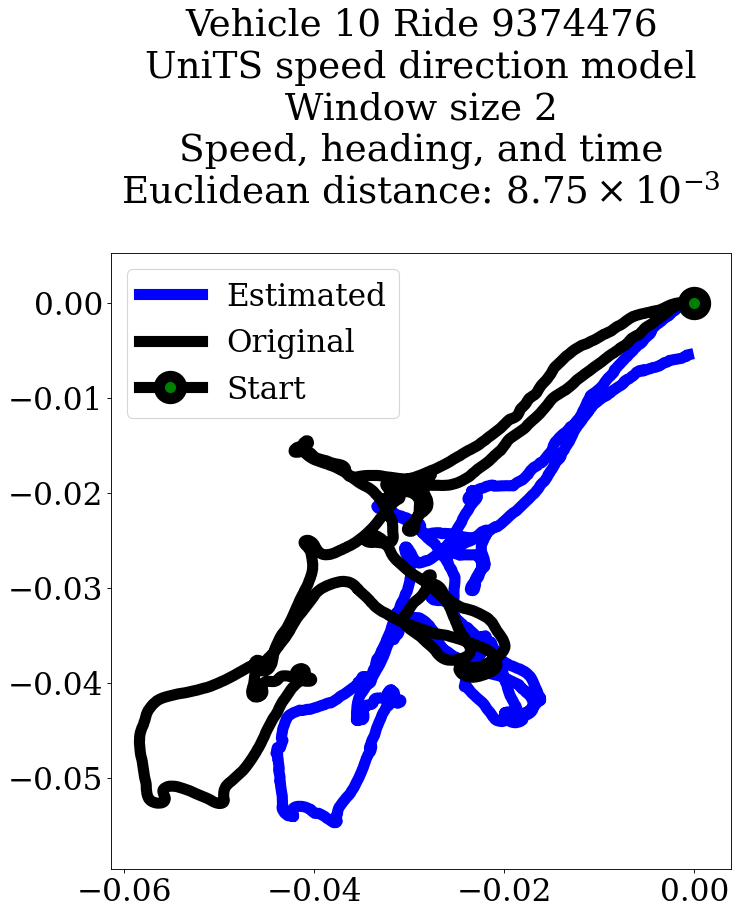 Vehicle 10 Ride 9374476
UniTS speed direction model
Window size 2
Speed, heading, and time
Euclidean distance: 8.75 × 10⁻³
Estimated
Original
Start
0.00
−0.01
−0.02
−0.03
−0.04
−0.05
−0.06 −0.04 −0.02 0.00